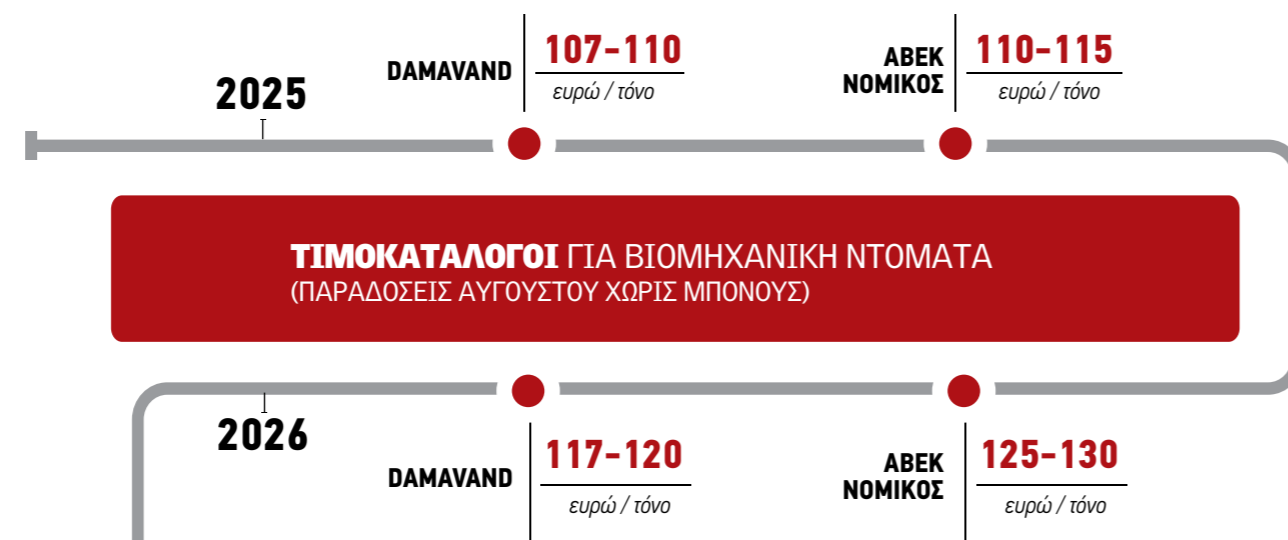 2025
DAMAVAND
107-110
ευρώ / τόνο
ΑΒΕΚ
ΝΟΜΙΚΟΣ
110-115
ευρώ / τόνο
ΤΙΜΟΚΑΤΑΛΟΓΟΙ ΓΙΑ ΒΙΟΜΗΧΑΝΙΚΗ ΝΤΟΜΑΤΑ
(ΠΑΡΑΔΟΣΕΙΣ ΑΥΓΟΥΣΤΟΥ ΧΩΡΙΣ ΜΠΟΝΟΥΣ)
2026
DAMAVAND
117-120
ευρώ / τόνο
ΑΒΕΚ
ΝΟΜΙΚΟΣ
125-130
ευρώ / τόνο